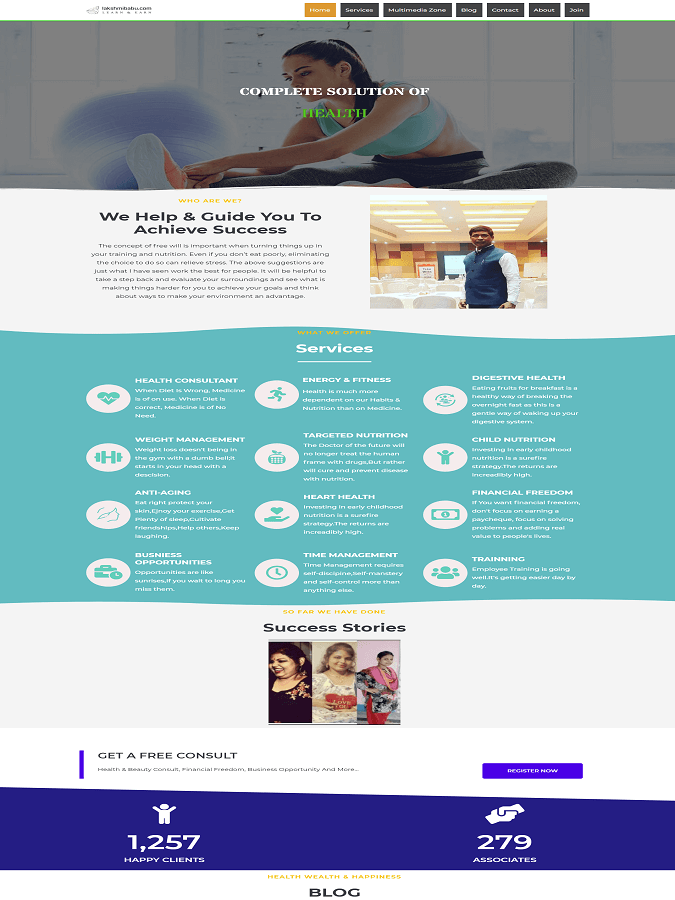 lakshmibabu.com
LEARN & EARN
Home
Services
Multimedia Zone
Blog
Contact
About
Join
COMPLETE SOLUTION OF
HEALTH
WHO ARE WE?
We Help & Guide You To
Achieve Success
The concept of free will is important when turning things up in
your training and nutrition. Even if you don't eat poorly, eliminating
the choice to do so can relieve stress. The above suggestions are
just what I have seen work the best for people. It will be helpful to
take a step back and evaluate your surroundings and see what is
making things harder for you to achieve your goals and think
about ways to make your environment an advantage.
WHAT WE OFFER
Services
HEALTH CONSULTANT
When Diet is Wrong, Medicine
is of on use. When Diet is
correct, Medicine is of No
Need.
ENERGY & FITNESS
Health is much more
dependent on our Habits &
Nutrition than on Medicine.
DIGESTIVE HEALTH
Eating fruits for breakfast is a
healthy way of breaking the
overnight fast as this is a
gentle way of waking up your
digestive system.
WEIGHT MANAGEMENT
Weight loss doesn't being in
the gym with a dumb bell;it
starts in your head with a
descision.
TARGETED NUTRITION
The Doctor of the future will
no longer treat the human
frame with drugs,But rather
will cure and prevent disease
with nutrition.
CHILD NUTRITION
Investing in early childhood
nutrition is a surefire
strategy.The returns are
increadibly high.
ANTI-AGING
Eat right protect your
skin,Ejnoy your exercise,Get
Plenty of sleep,Cultivate
friendships,Help others,Keep
laughing.
HEART HEALTH
Investing in early childhood
nutrition is a surefire
strategy.The returns are
increadibly high.
FINANCIAL FREEDOM
If You want financial freedom,
don't focus on earning a
paycheque, focus on solving
problems and adding real
value to people's lives.
BUSNIESS
OPPORTUNITIES
Opportunities are like
sunrises,if you wait to long you
miss them.
TIME MANAGEMENT
Time Management requires
self-discipine,Self-manstery
and self-control more than
anything else.
TRAINNING
Employee Training is going
well.It's getting easier day by
day.
SO FAR WE HAVE DONE
Success Stories
I LOVE
YOU
GET A FREE CONSULT
Health & Beauty Consult, Financial Freedom, Business Opportunity And More...
REGISTER NOW
1,257
HAPPY CLIENTS
279
ASSOCIATES
HEALTH WEALTH & HAPPINESS
BLOG